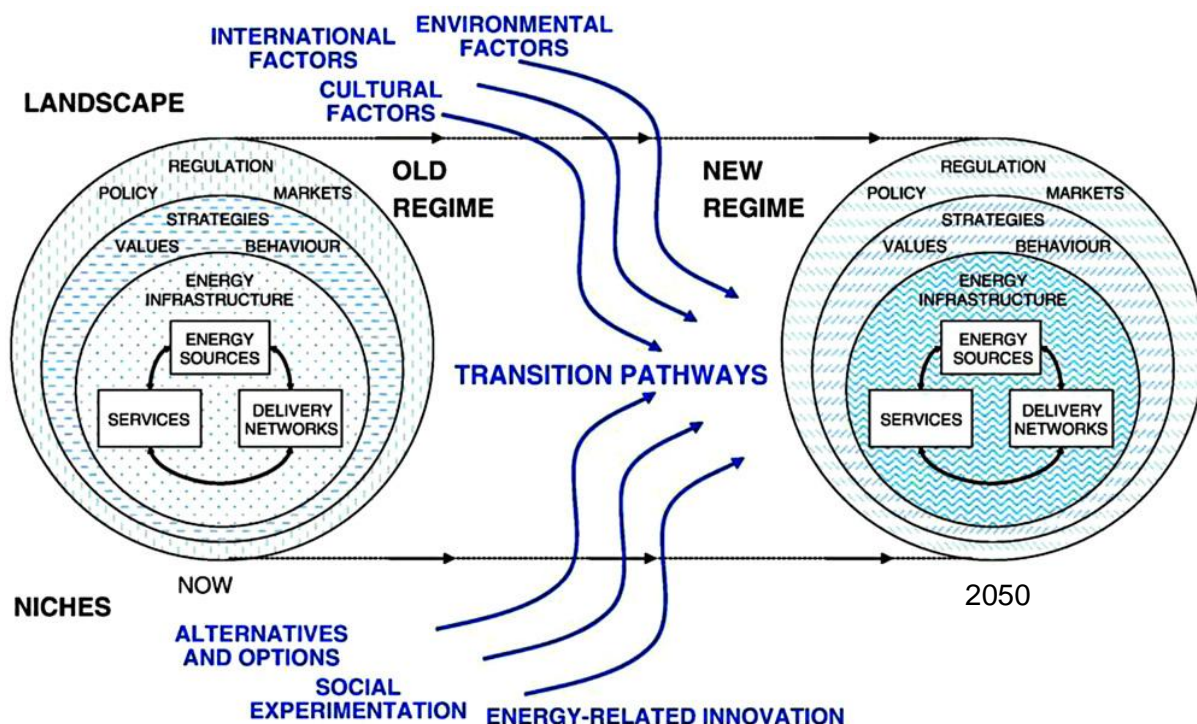 INTERNATIONAL
FACTORS
ENVIRONMENTAL
FACTORS
CULTURAL
FACTORS
LANDSCAPE
REGULATION
POLICY MARKETS
STRATEGIES
VALUES BEHAVIOUR
ENERGY
INFRASTRUCTURE
ENERGY
SOURCES
SERVICES
DELIVERY
NETWORKS
NOW
OLD
REGIME
NEW
REGIME
TRANSITION PATHWAYS
REGULATION
POLICY MARKETS
STRATEGIES
VALUES BEHAVIOUR
ENERGY
INFRASTRUCTURE
ENERGY
SOURCES
SERVICES
DELIVERY
NETWORKS
2050
NICHES
ALTERNATIVES
AND OPTIONS
SOCIAL
EXPERIMENTATION
ENERGY-RELATED INNOVATION